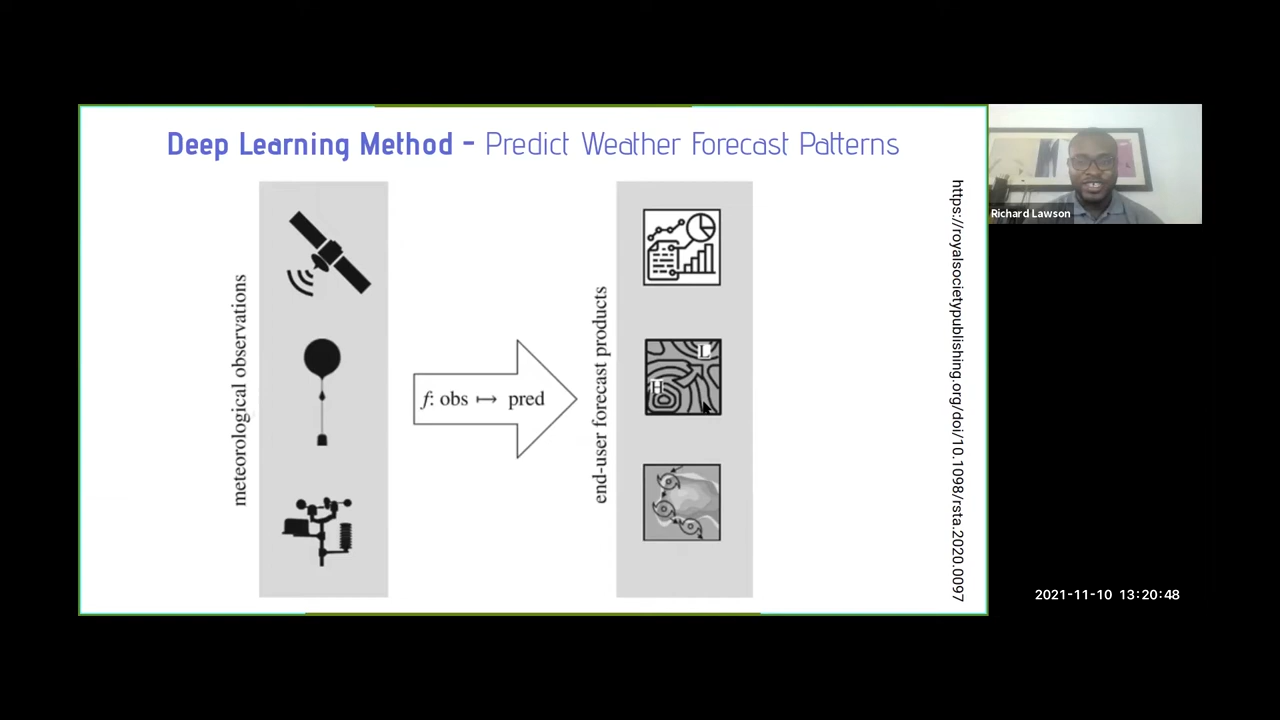 Deep Learning Method - Predict Weather Forecast Patterns
meteorological observations
f: obs ↦ pred
end-user forecast products
L
H
https://royalsocietypublishing.org/doi/10.1098/rsta.2020.0097
Richard Lawson
2021-11-10 13:20:48